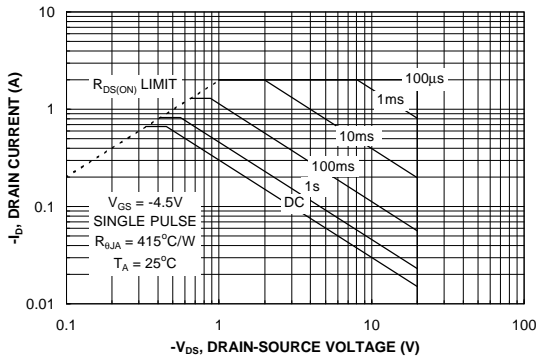 10
100µs
R_DS(ON) LIMIT
1ms
1
10ms
100ms
1s
DC
V_GS = -4.5V
SINGLE PULSE
R_θJA = 415°C/W
T_A = 25°C
0.1
0.01
0.1
1
10
100
-I_D, DRAIN CURRENT (A)
-V_DS, DRAIN-SOURCE VOLTAGE (V)